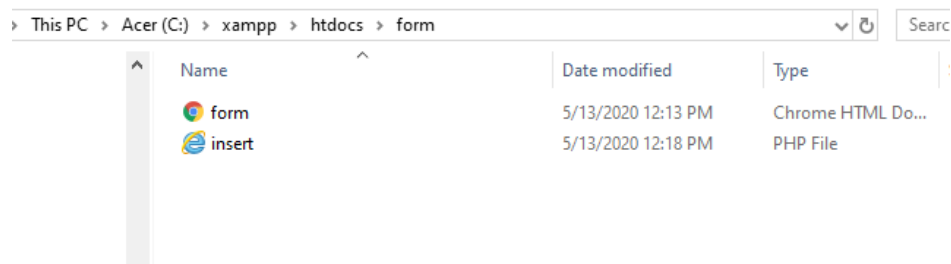 This PC > Acer (C:) > xampp > htdocs > form Searc
Name Date modified Type
form 5/13/2020 12:13 PM Chrome HTML Do...
insert 5/13/2020 12:18 PM PHP File